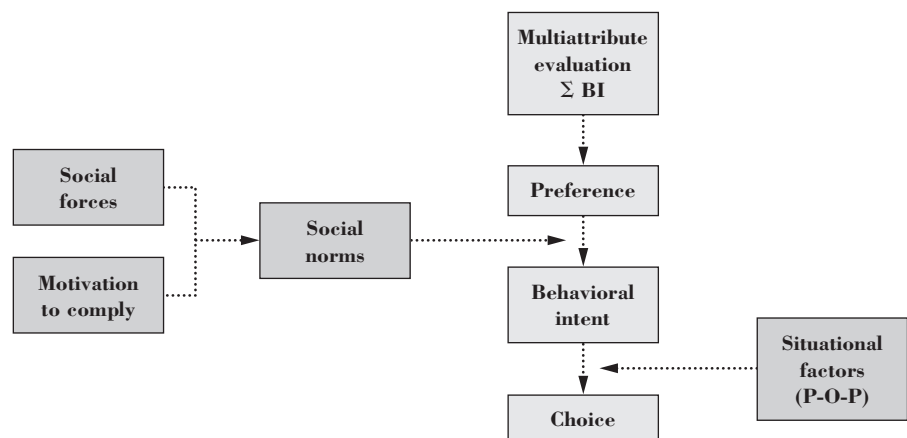 Multiattribute
evaluation
Σ BI
Social
forces
Preference
Social
norms
Motivation
to comply
Behavioral
intent
Situational
factors
(P-O-P)
Choice